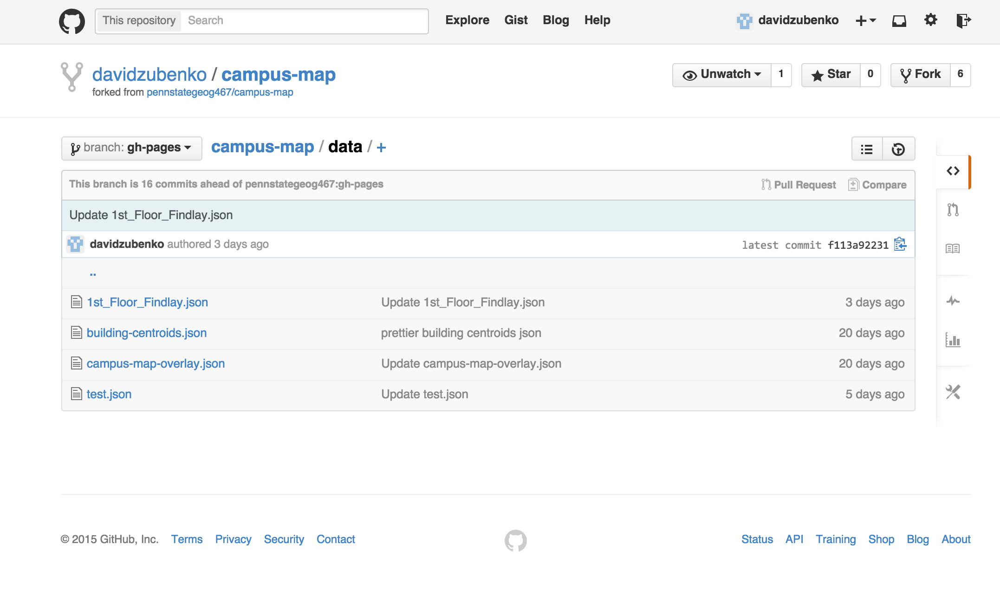 This repository Search Explore Gist Blog Help davidzubenko
davidzubenko / campus-map Unwatch 1 Star 0 Fork 6
forked from pennstategeog467/campus-map
branch: gh-pages campus-map / data / +
This branch is 16 commits ahead of pennstategeog467:gh-pages Pull Request Compare
Update 1st_Floor_Findlay.json
davidzubenko authored 3 days ago latest commit f113a92231
..
1st_Floor_Findlay.json Update 1st_Floor_Findlay.json 3 days ago
building-centroids.json prettier building centroids json 20 days ago
campus-map-overlay.json Update campus-map-overlay.json 20 days ago
test.json Update test.json 5 days ago
© 2015 GitHub, Inc. Terms Privacy Security Contact Status API Training Shop Blog About